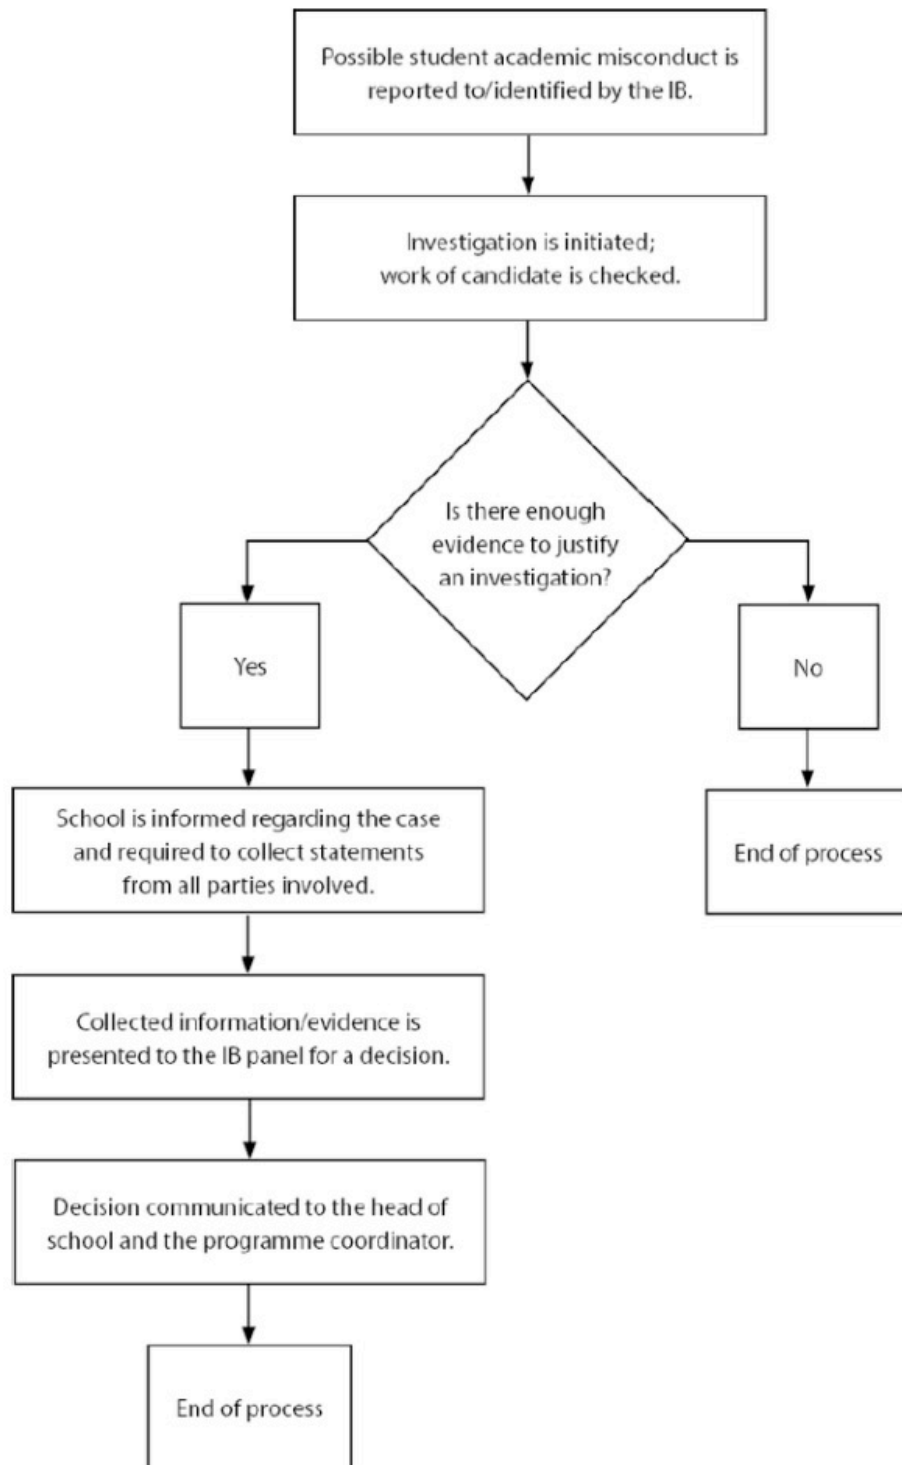 Possible student academic misconduct is
reported to/identified by the IB.
Investigation is initiated;
work of candidate is checked.
Is there enough
evidence to justify
an investigation?
Yes
No
School is informed regarding the case
and required to collect statements
from all parties involved.
End of process
Collected information/evidence is
presented to the IB panel for a decision.
Decision communicated to the head of
school and the programme coordinator.
End of process